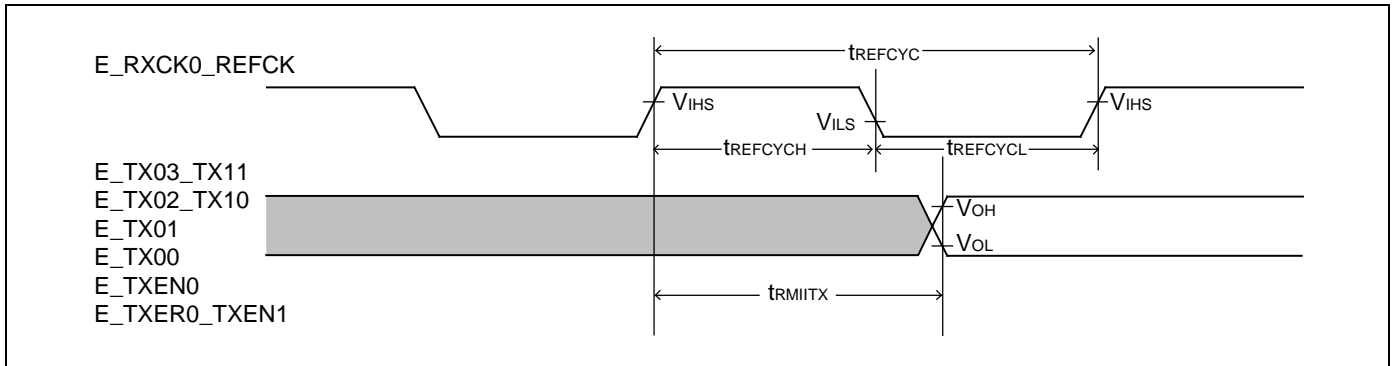 E_RXCK0_REFCK
tREFCYC
VIHS
VILS
VIHS
tREFCYCH
tREFCYCL
E_TX03_TX11
E_TX02_TX10
E_TX01
E_TX00
E_TXEN0
E_TXER0_TXEN1
VOH
VOL
tRMIITX